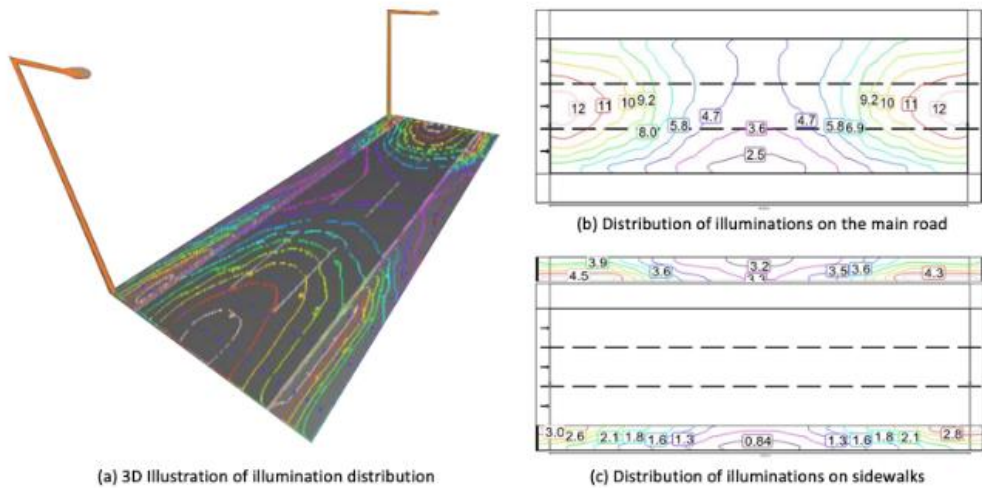 12 11 10 9.2 8.0 5.8 4.7 3.6 2.5 4.7 5.8 6.9 9.2 10 11 12
(b) Distribution of illuminations on the main road
3.9 3.2 4.5 3.6 3.5 3.6 4.3
3.0 2.6 2.1 1.8 1.6 1.3 0.84 1.3 1.6 1.8 2.1 2.8
(a) 3D Illustration of illumination distribution
(c) Distribution of illuminations on sidewalks